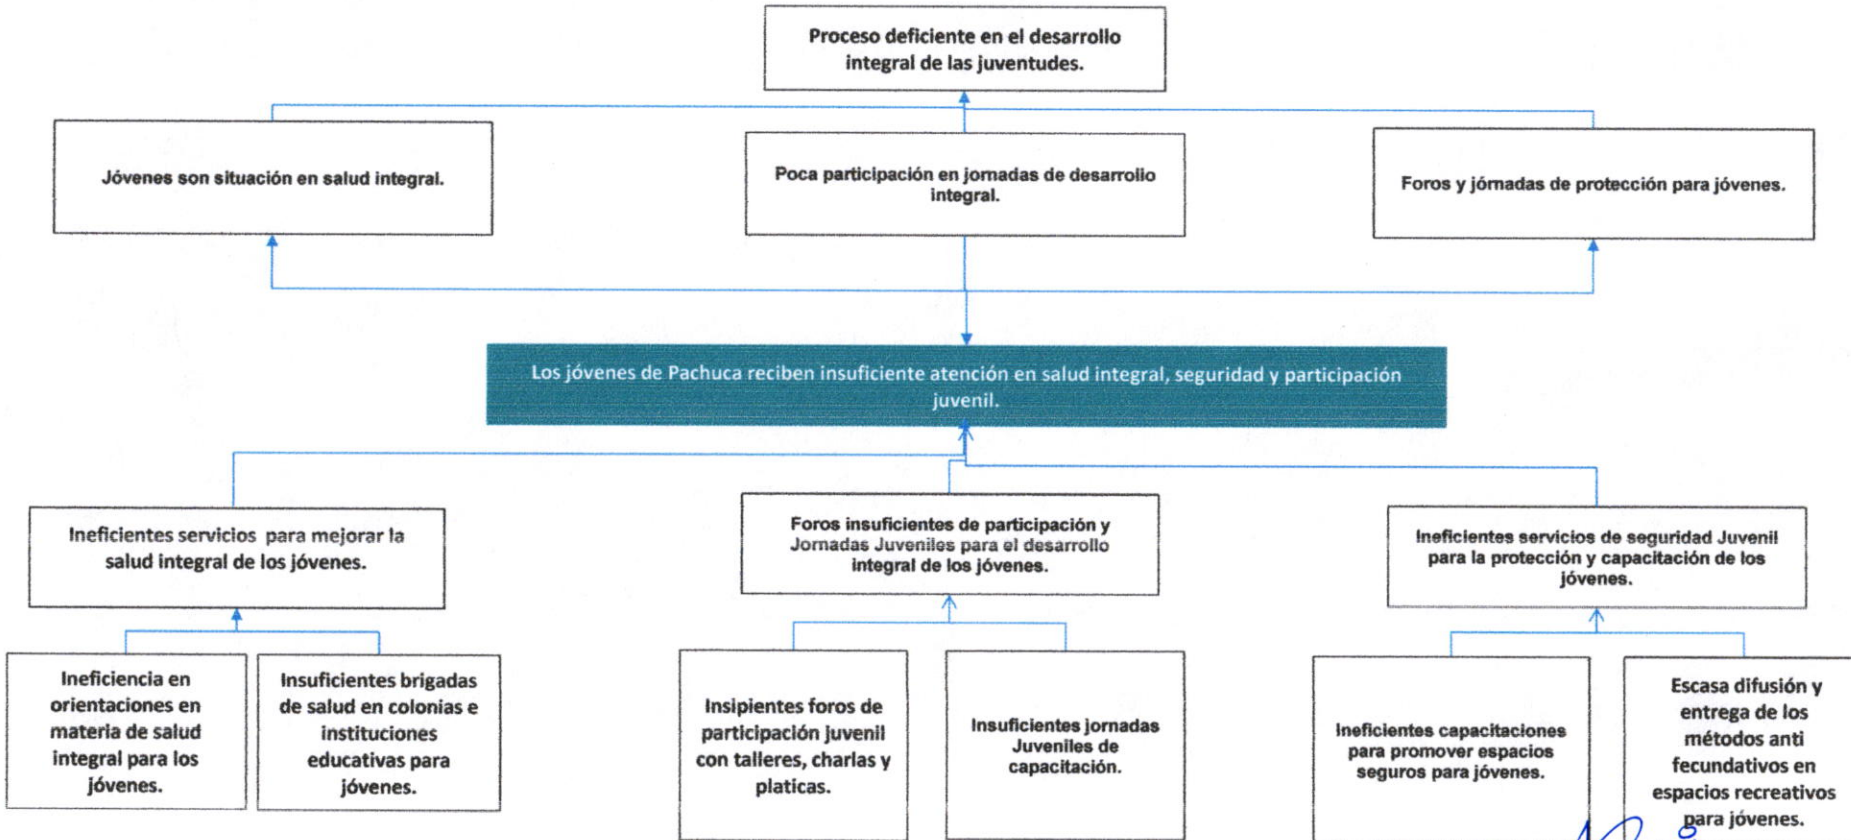 Proceso deficiente en el desarrollo
integral de las juventudes.
Jóvenes son situación en salud integral.
Poca participación en jornadas de desarrollo
integral.
Foros y jórnadas de protección para jóvenes.
Los jóvenes de Pachuca reciben insuficiente atención en salud integral, seguridad y participación
juvenil.
Ineficientes servicios para mejorar la
salud integral de los jóvenes.
Foros insuficientes de participación y
Jornadas Juveniles para el desarrollo
integral de los jóvenes.
Ineficientes servicios de seguridad Juvenil
para la protección y capacitación de los
jóvenes.
Ineficiencia en
orientaciones en
materia de salud
integral para los
jóvenes.
Insuficientes brigadas
de salud en colonias e
instituciones
educativas para
jóvenes.
Insipientes foros de
participación juvenil
con talleres, charlas y
platicas.
Insuficientes jornadas
Juveniles de
capacitación.
Ineficientes capacitaciones
para promover espacios
seguros para jóvenes.
Escasa difusión y
entrega de los
métodos anti
fecundativos en
espacios recreativos
para jóvenes.